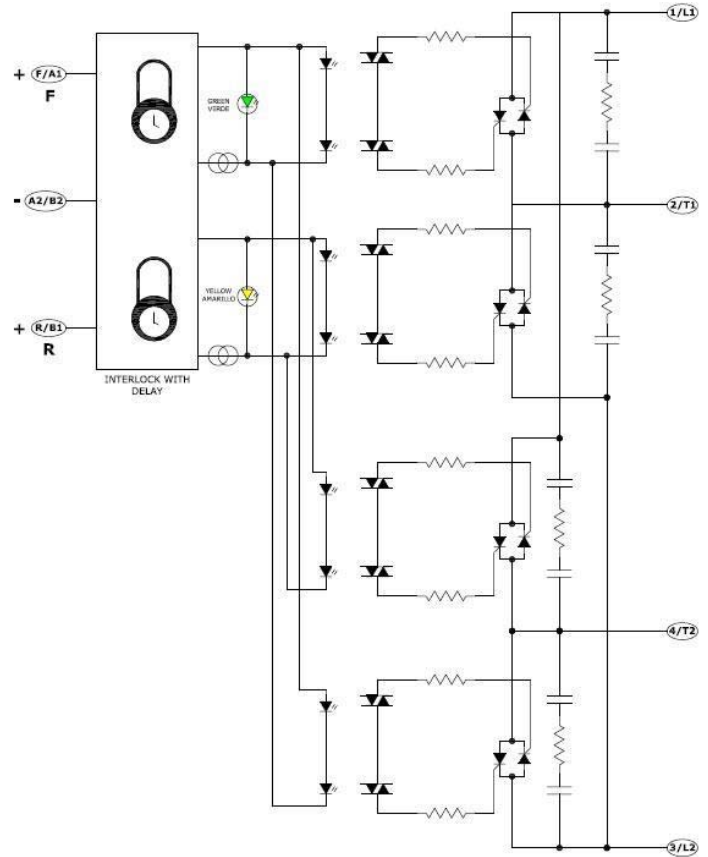 1/L1
+ F/A1
F
GREEN
VERDE
- A2/B2
2/T1
YELLOW
AMARILLO
+ R/B1
R
INTERLOCK WITH
DELAY
4/T2
3/L2